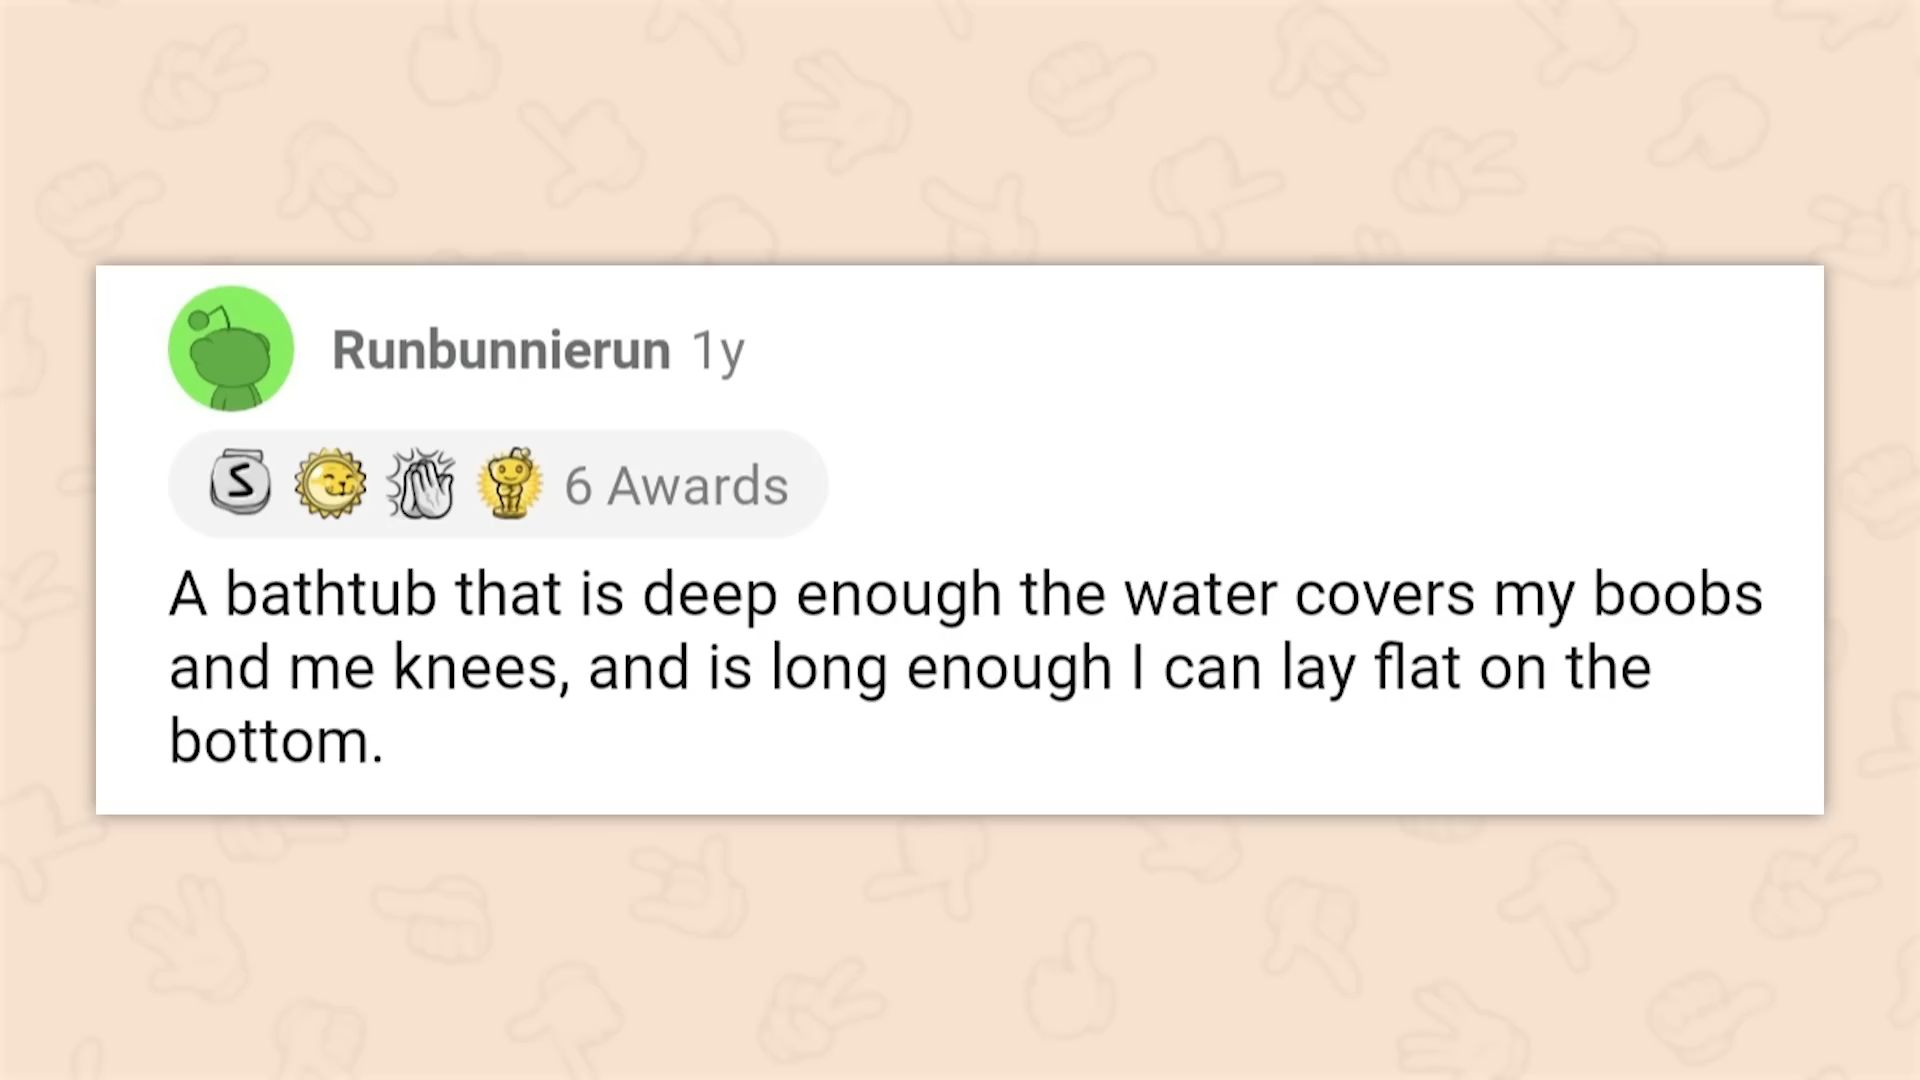 Runbunnierun 1y
S 6 Awards
A bathtub that is deep enough the water covers my boobs
and me knees, and is long enough I can lay flat on the
bottom.